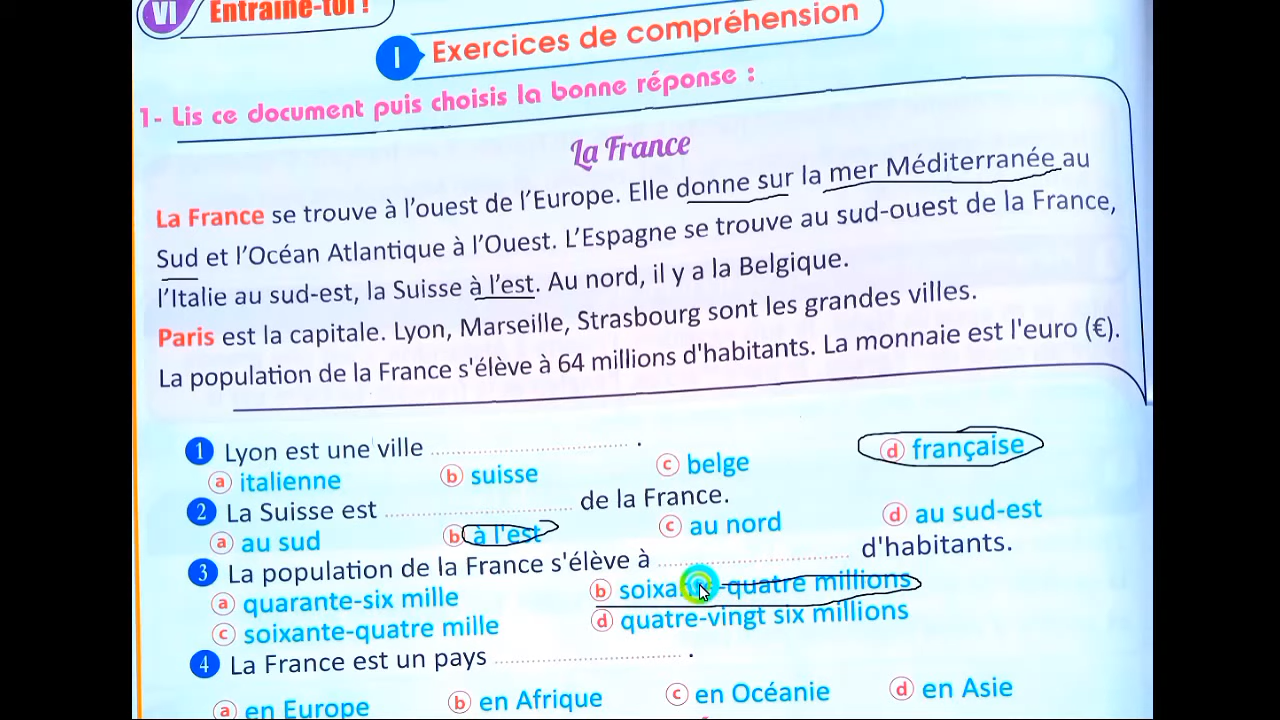 VI Entraîne-toi !
1 Exercices de compréhension
1- Lis ce document puis choisis la bonne réponse :
La France
La France se trouve à l'ouest de l'Europe. Elle donne sur la mer Méditerranée au
Sud et l'Océan Atlantique à l'Ouest. L'Espagne se trouve au sud-ouest de la France,
l'Italie au sud-est, la Suisse à l'est. Au nord, il y a la Belgique.
Paris est la capitale. Lyon, Marseille, Strasbourg sont les grandes villes.
La population de la France s'élève à 64 millions d'habitants. La monnaie est l'euro (€).
1 Lyon est une ville ........................ .
a italienne b suisse c belge d française
2 La Suisse est ........................ de la France.
a au sud b à l'est c au nord d au sud-est
3 La population de la France s'élève à ........................ d'habitants.
a quarante-six mille b soixante-quatre millions
c soixante-quatre mille d quatre-vingt six millions
4 La France est un pays ........................ .
a en Europe b en Afrique c en Océanie d en Asie